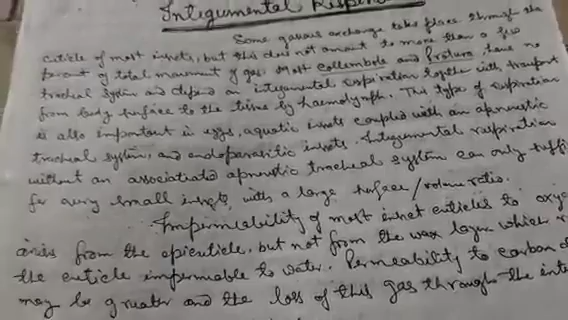 Integumental Respir
Some gaseous exchange takes place through the
cuticle of most insects, but this does not amount to more than a few
percent of total movement of gas. Most Collembola and Protura, have no
tracheal system and depend on integumental respiration together with transport
from body surface to the tissue by haemolymph. This type of respiration
is also important in eggs, aquatic insects coupled with an apneustic
tracheal system, and endoparasitic insects. Integumental respiration
without an associated apneustic tracheal system can only suffi
for very small insects with a large surface/volume ratio.
Impermeability of most insect cuticles to oxyg
arises from the epicuticle, but not from the wax layer which
the cuticle impermeable to water. Permeability to carbon d
may be greater and the loss of this gas through the inte